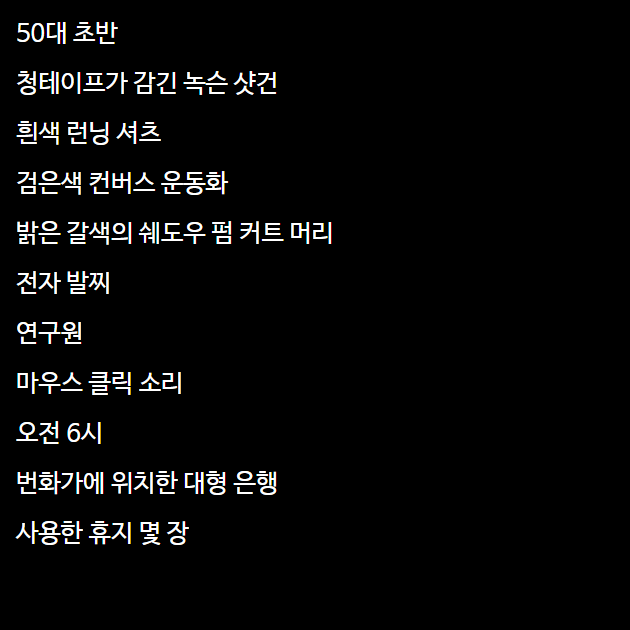 50대 초반
청테이프가 감긴 녹슨 샷건
흰색 런닝 셔츠
검은색 컨버스 운동화
밝은 갈색의 쉐도우 펌 커트 머리
전자 발찌
연구원
마우스 클릭 소리
오전 6시
번화가에 위치한 대형 은행
사용한 휴지 몇 장